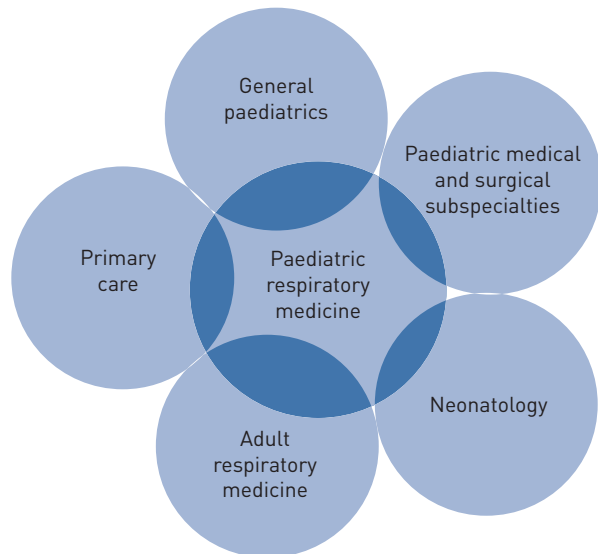 General
paediatrics
Paediatric medical
and surgical
subspecialties
Primary
care
Paediatric
respiratory
medicine
Neonatology
Adult
respiratory
medicine